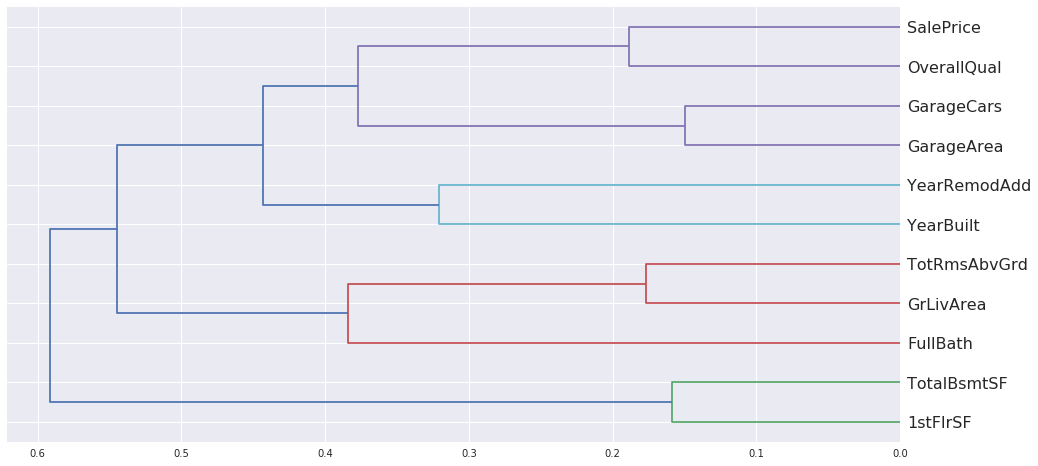 SalePrice
OverallQual
GarageCars
GarageArea
YearRemodAdd
YearBuilt
TotRmsAbvGrd
GrLivArea
FullBath
TotalBsmtSF
1stFlrSF
0.6 0.5 0.4 0.3 0.2 0.1 0.0